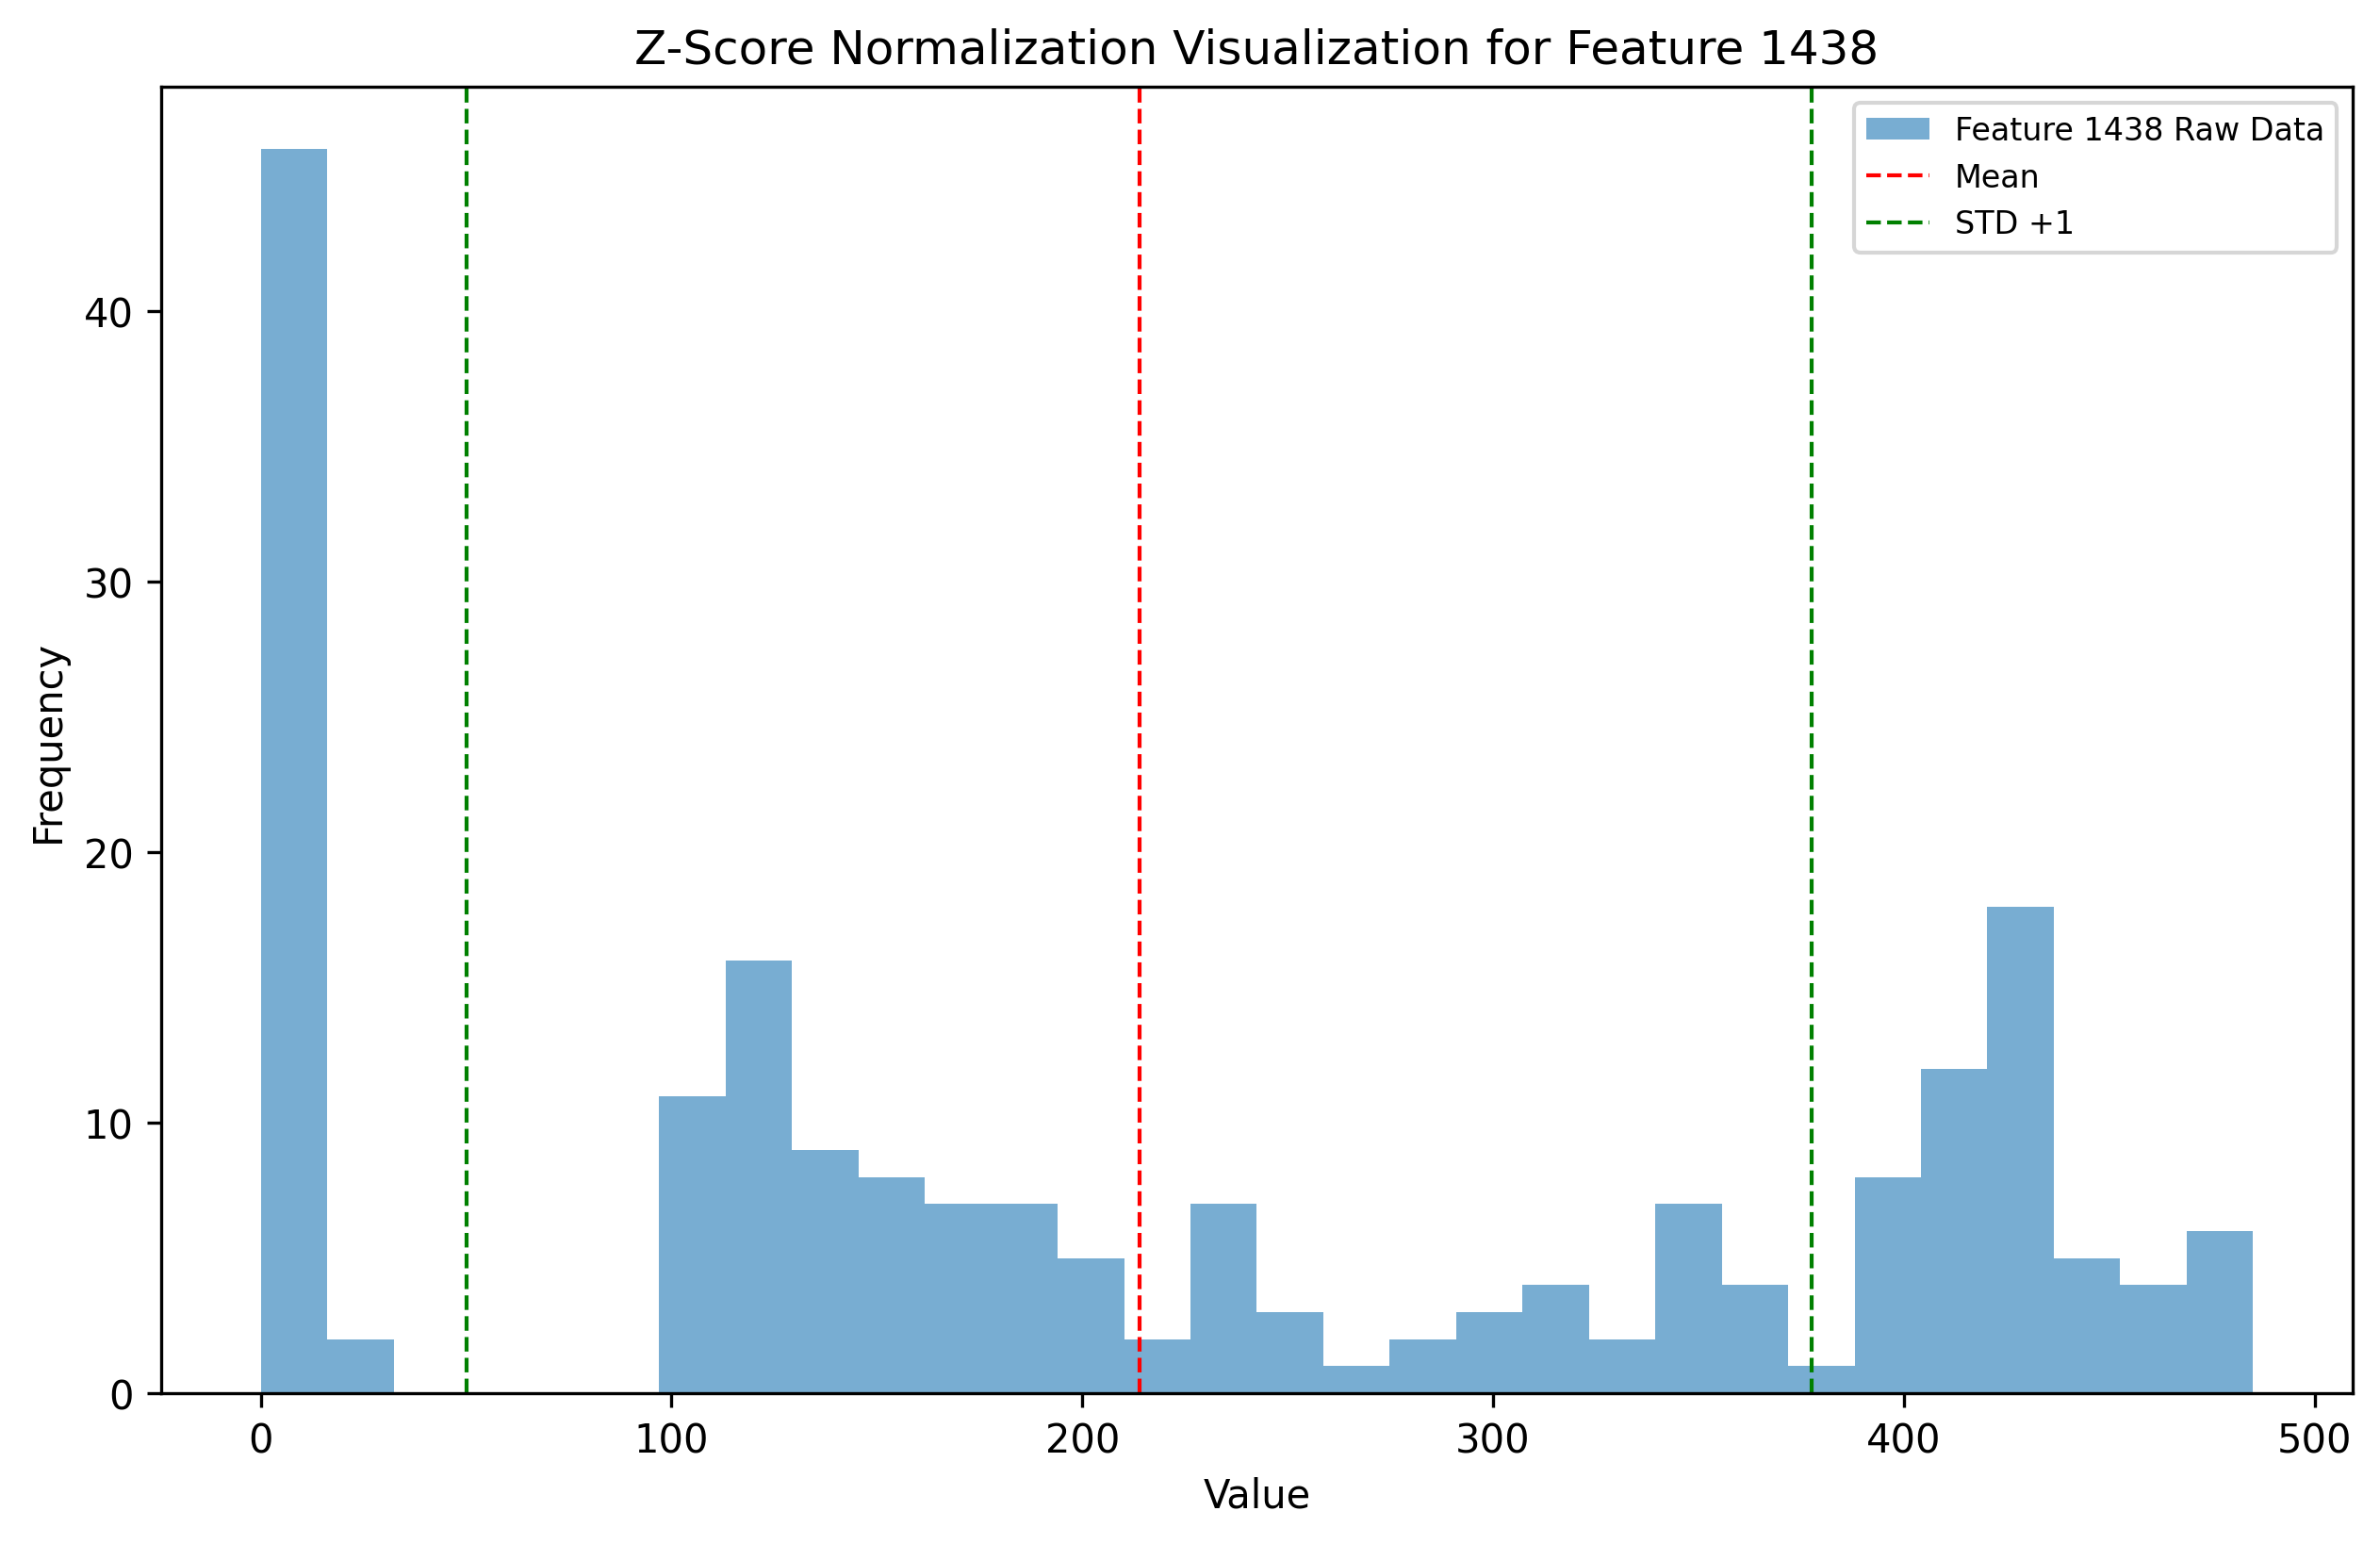 Z-Score Normalization Visualization for Feature 1438
Feature 1438 Raw Data
Mean
STD +1
Frequency
40
30
20
10
0
0 100 200 300 400 500
Value